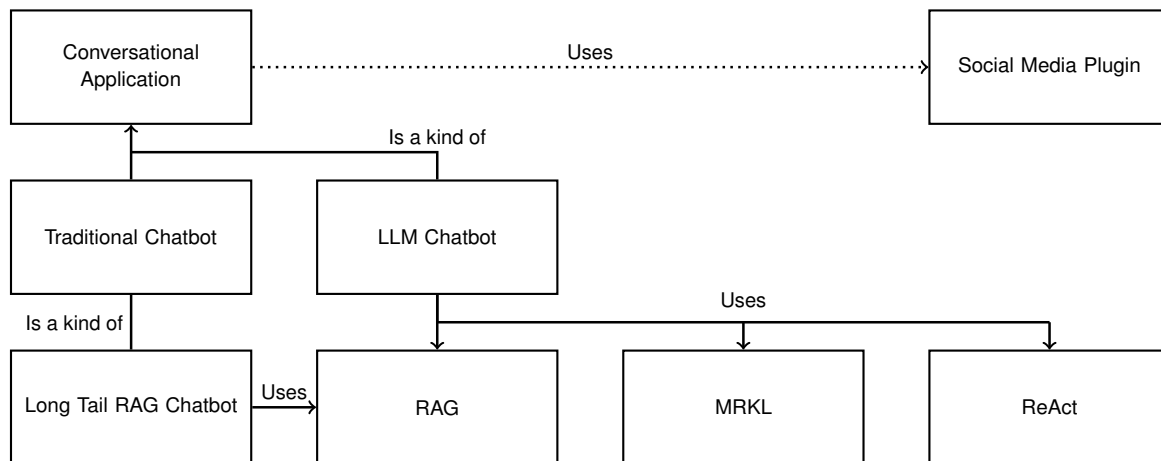 Conversational
Application
Uses
Social Media Plugin
Is a kind of
Traditional Chatbot
LLM Chatbot
Is a kind of
Uses
Long Tail RAG Chatbot
Uses
RAG
MRKL
ReAct